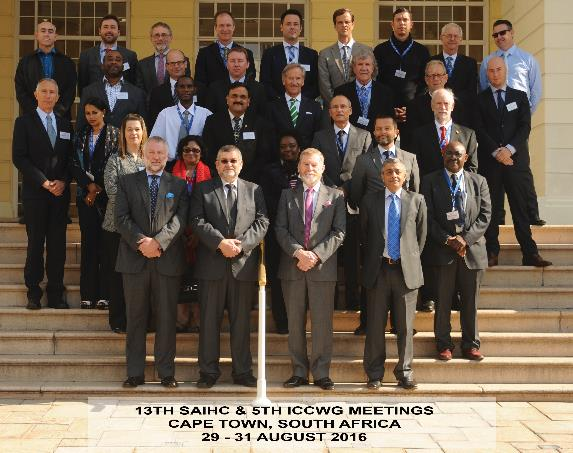 13TH SAIHC & 5TH ICCWG MEETINGS
CAPE TOWN, SOUTH AFRICA
29 - 31 AUGUST 2016